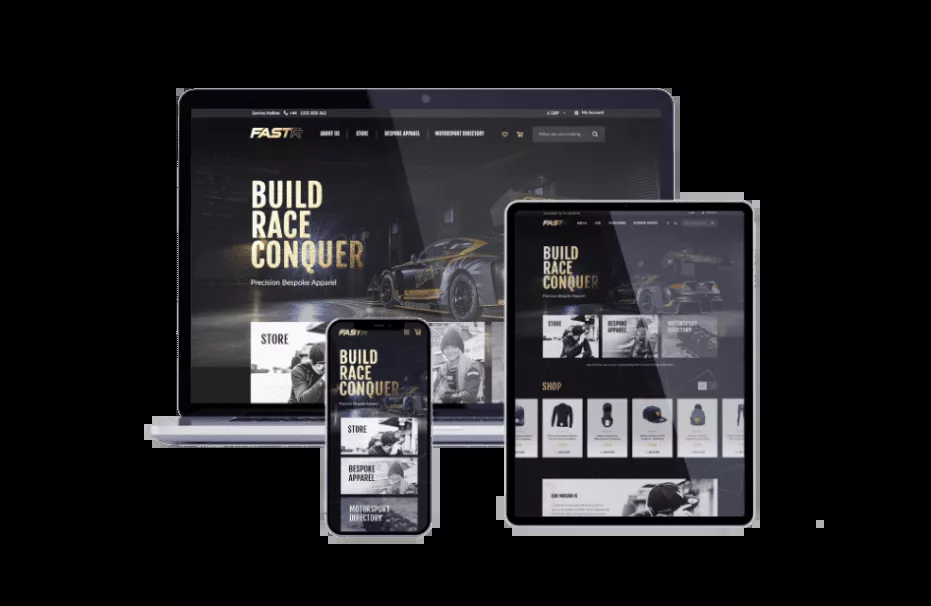 Service Hotline
£ GBP
My Account
FASTR
ABOUT US
STORE
BESPOKE APPAREL
MOTORSPORT DIRECTORY
What are you looking...
BUILD
RACE
CONQUER
Precision Bespoke Apparel
STORE
FASTR
BUILD
RACE
CONQUER
Precision Bespoke Apparel
STORE
BESPOKE
APPAREL
MOTORSPORT
DIRECTORY
FASTR
BUILD
RACE
CONQUER
Precision Bespoke Apparel
STORE
BESPOKE
APPAREL
MOTORSPORT
DIRECTORY
SHOP
OUR MISSION IS